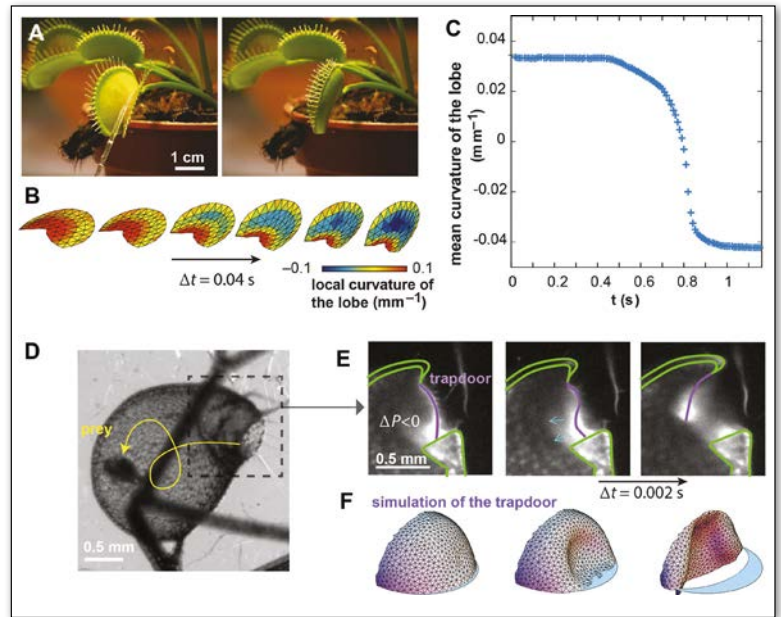 A
1 cm
B
Δt = 0.04 s
−0.1
0.1
local curvature of
the lobe (mm⁻¹)
C
mean curvature of the lobe
(mm⁻¹)
0.04
0.02
0
-0.02
-0.04
0
0.2
0.4
0.6
0.8
1
t (s)
D
prey
0.5 mm
E
trapdoor
ΔP<0
0.5 mm
Δt = 0.002 s
F
simulation of the trapdoor